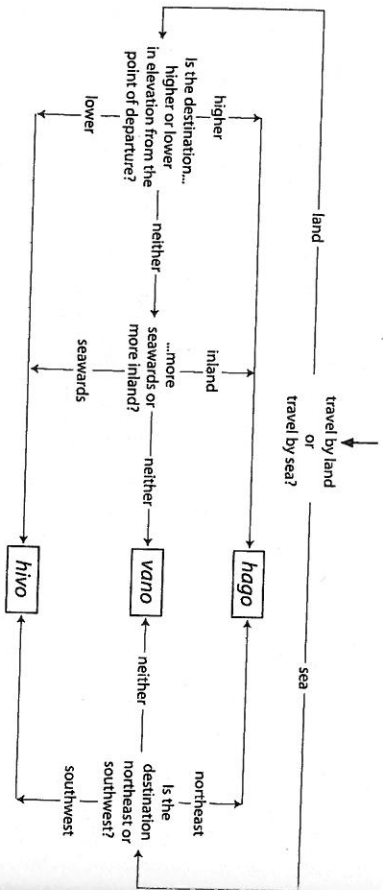 travel by land
or
travel by sea?
land
sea
Is the destination...
higher or lower
in elevation from the
point of departure?
higher
lower
neither
...more
seawards or
more inland?
inland
seawards
neither
hago
vano
hivo
Is the
destination
northeast or
southwest?
northeast
southwest
neither